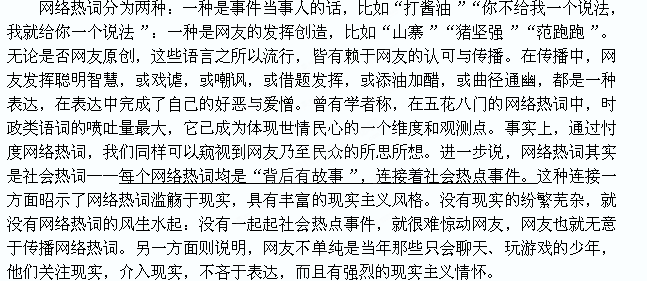 网络热词分为两种：一种是事件当事人的话，比如“打酱油 ”“你不给我一个说法，
我就给你一个说法 ”：一种是网友的发挥创造，比如“山寨 ”“猪坚强 ”“范跑跑 ”。
无论是否网友原创，这些语言之所以流行，皆有赖于网友的认可与传播。在传播中，网
友发挥聪明智慧，或戏谑，或嘲讽，或借题发挥，或添油加醋，或曲径通幽，都是一种
表达，在表达中完成了自己的好恶与爱憎。曾有学者称，在五花八门的网络热词中，时
政类语词的喷吐量最大，它已成为体现世情民心的一个维度和观测点。事实上，通过忖
度网络热词，我们同样可以窥视到网友乃至民众的所思所想。进一步说，网络热词其实
是社会热词——每个网络热词均是“背后有故事 ”，连接着社会热点事件。这种连接一
方面昭示了网络热词滥觞于现实，具有丰富的现实主义风格。没有现实的纷繁芜杂，就
没有网络热词的风生水起：没有一起起社会热点事件，就很难惊动网友，网友也就无意
于传播网络热词。另一方面则说明，网友不单纯是当年那些只会聊天、玩游戏的少年，
他们关注现实，介入现实，不吝于表达，而且有强烈的现实主义情怀。